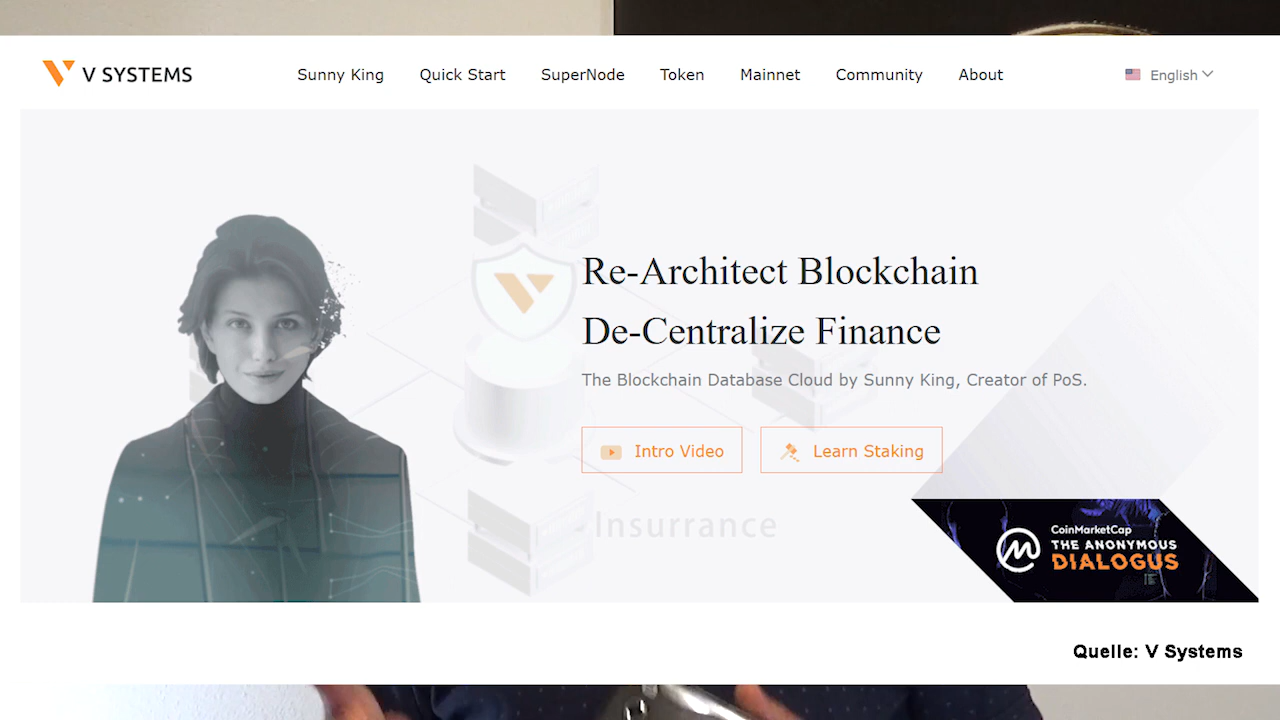 V SYSTEMS
Sunny King
Quick Start
SuperNode
Token
Mainnet
Community
About
English
Re-Architect Blockchain
De-Centralize Finance
The Blockchain Database Cloud by Sunny King, Creator of PoS.
Intro Video
Learn Staking
Insurrance
CoinMarketCap
THE ANONYMOUS
DIALOGUS
Quelle: V Systems